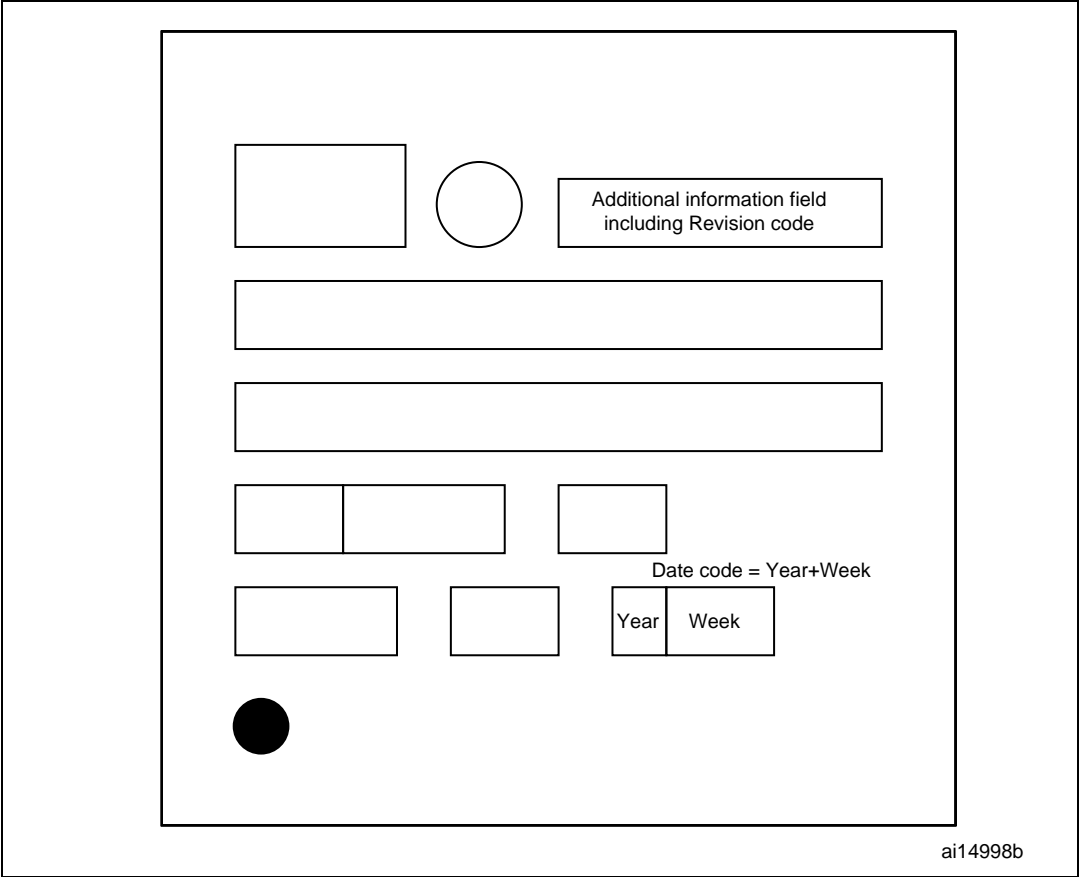 Additional information field
including Revision code
Date code = Year+Week
Year Week
ai14998b